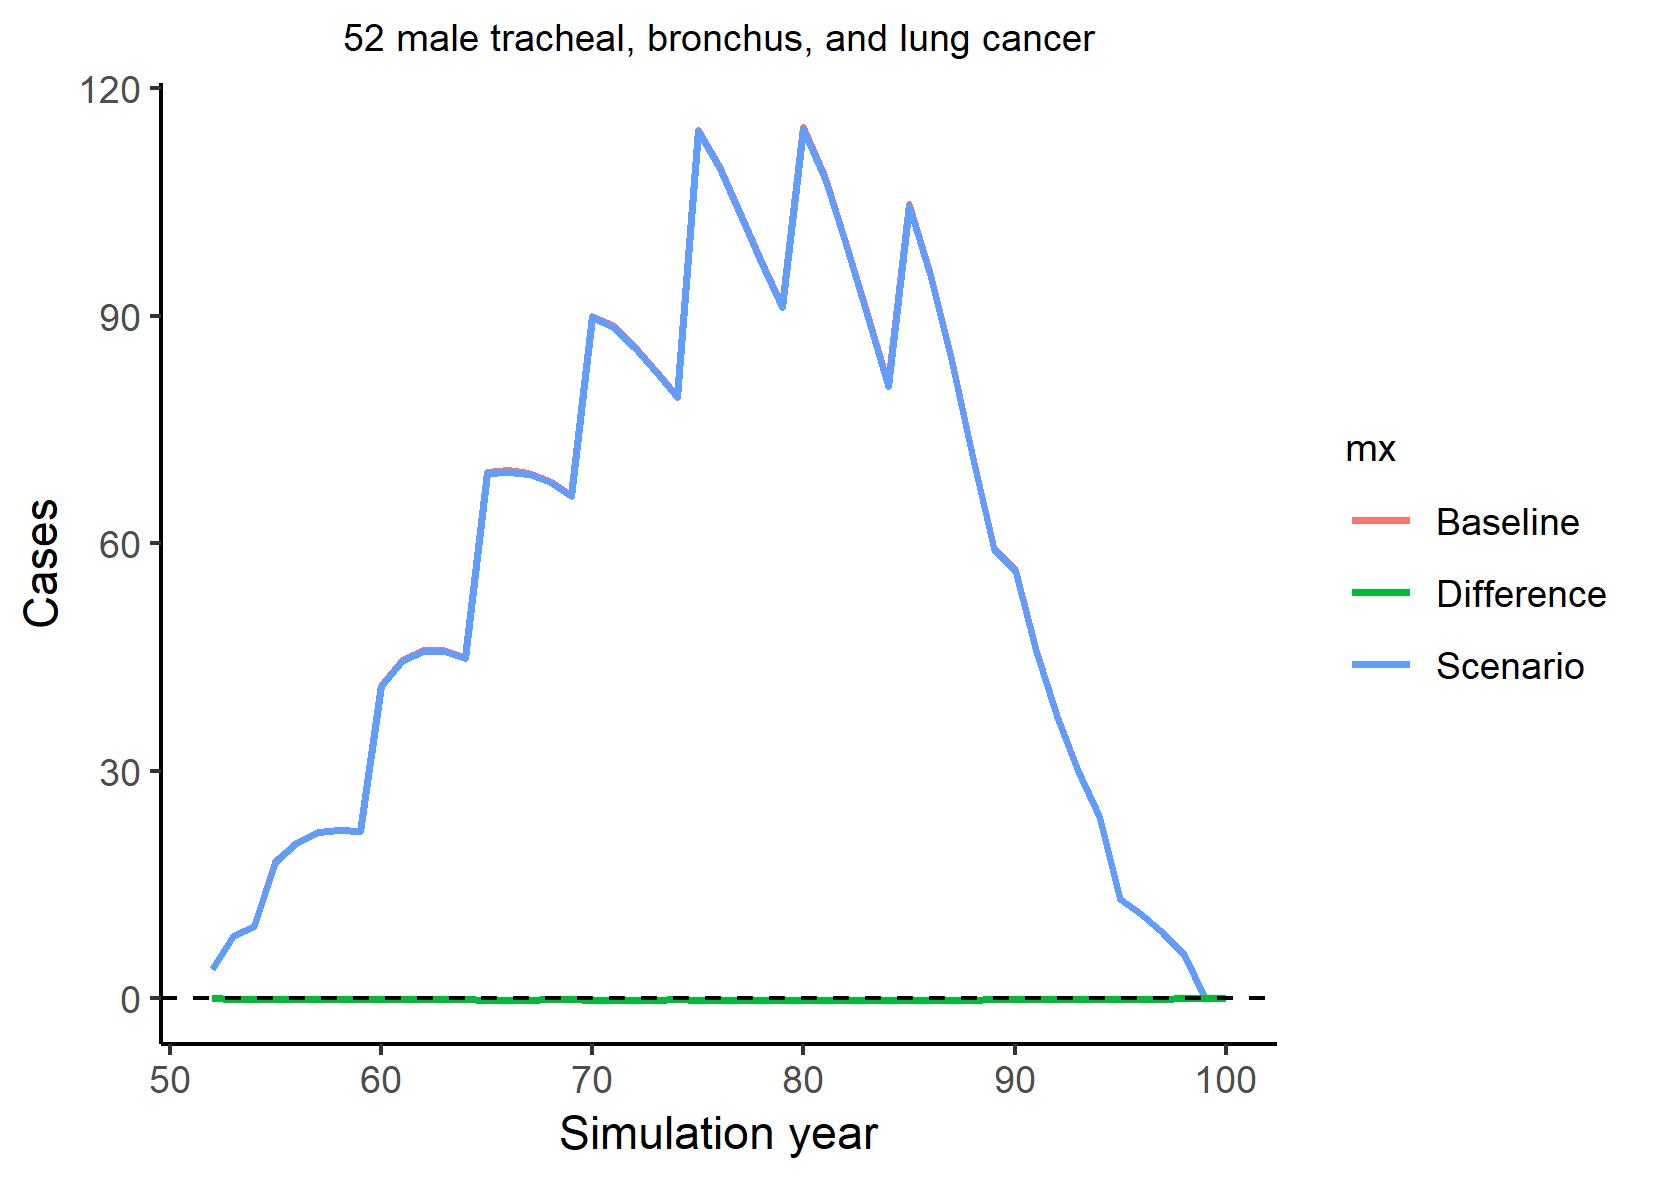 52 male tracheal, bronchus, and lung cancer
120
90
60
30
0
Cases
50 60 70 80 90 100
Simulation year
mx
Baseline
Difference
Scenario